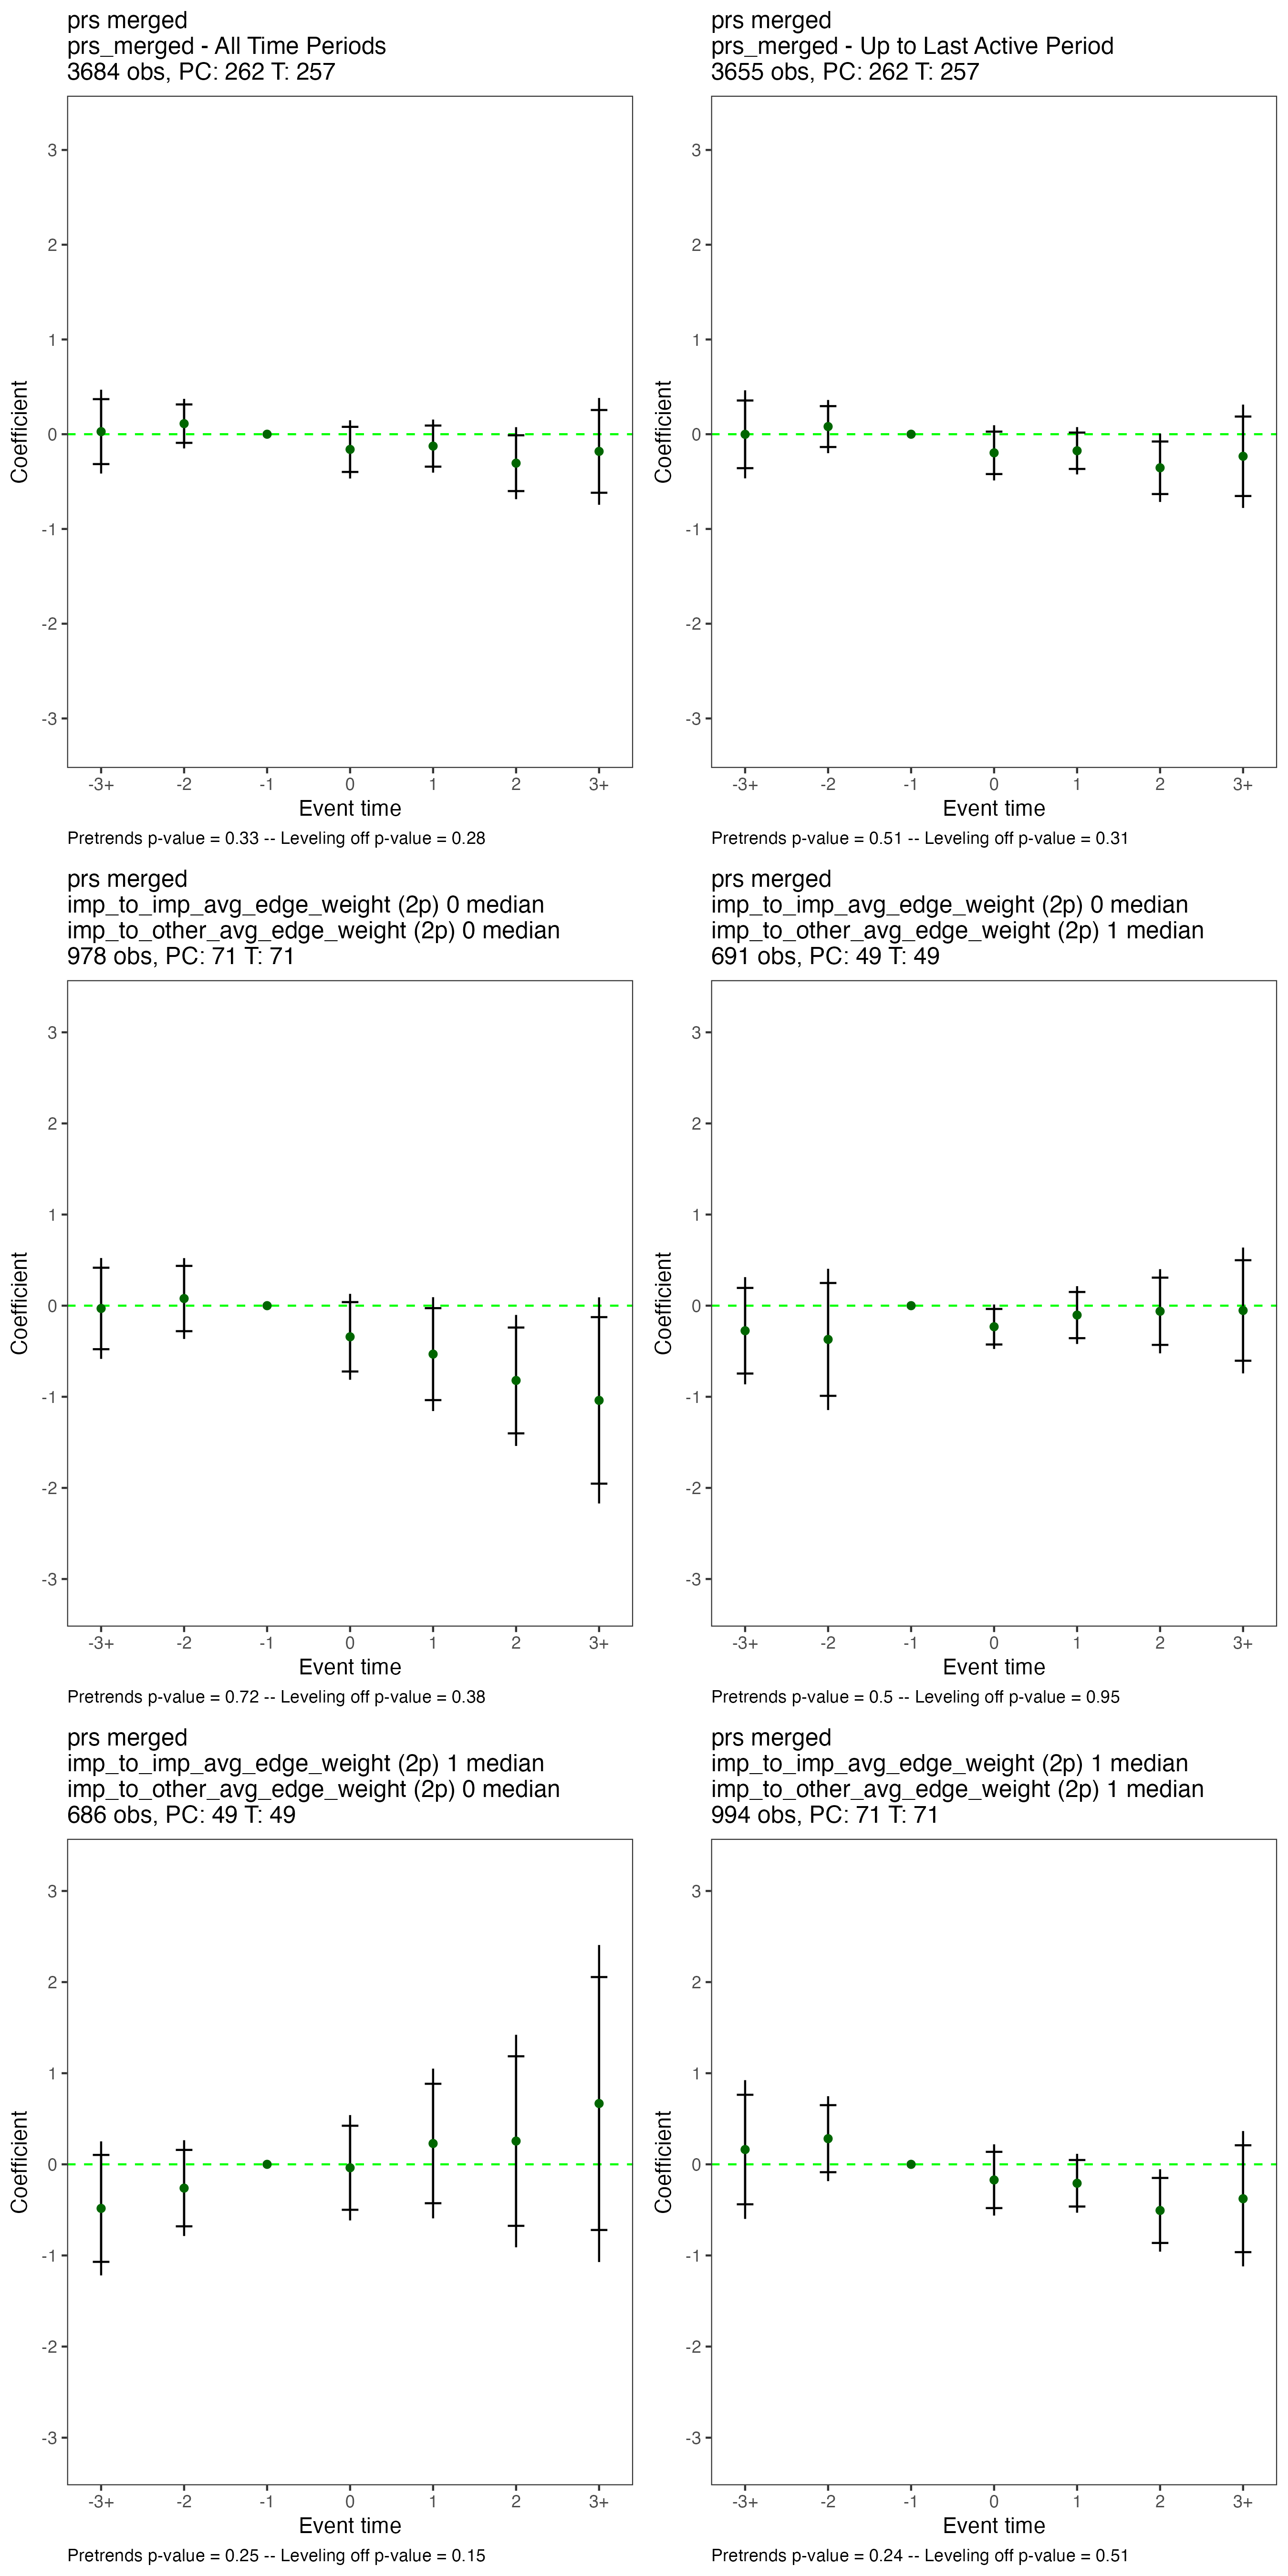 prs merged
prs_merged - All Time Periods
3684 obs, PC: 262 T: 257
3
2
1
0
-1
-2
-3
Coefficient
-3+ -2 -1 0 1 2 3+
Event time
Pretrends p-value = 0.33 -- Leveling off p-value = 0.28
prs merged
prs_merged - Up to Last Active Period
3655 obs, PC: 262 T: 257
3
2
1
0
-1
-2
-3
Coefficient
-3+ -2 -1 0 1 2 3+
Event time
Pretrends p-value = 0.51 -- Leveling off p-value = 0.31
prs merged
imp_to_imp_avg_edge_weight (2p) 0 median
imp_to_other_avg_edge_weight (2p) 0 median
978 obs, PC: 71 T: 71
3
2
1
0
-1
-2
-3
Coefficient
-3+ -2 -1 0 1 2 3+
Event time
Pretrends p-value = 0.72 -- Leveling off p-value = 0.38
prs merged
imp_to_imp_avg_edge_weight (2p) 0 median
imp_to_other_avg_edge_weight (2p) 1 median
691 obs, PC: 49 T: 49
3
2
1
0
-1
-2
-3
Coefficient
-3+ -2 -1 0 1 2 3+
Event time
Pretrends p-value = 0.5 -- Leveling off p-value = 0.95
prs merged
imp_to_imp_avg_edge_weight (2p) 1 median
imp_to_other_avg_edge_weight (2p) 0 median
686 obs, PC: 49 T: 49
3
2
1
0
-1
-2
-3
Coefficient
-3+ -2 -1 0 1 2 3+
Event time
Pretrends p-value = 0.25 -- Leveling off p-value = 0.15
prs merged
imp_to_imp_avg_edge_weight (2p) 1 median
imp_to_other_avg_edge_weight (2p) 1 median
994 obs, PC: 71 T: 71
3
2
1
0
-1
-2
-3
Coefficient
-3+ -2 -1 0 1 2 3+
Event time
Pretrends p-value = 0.24 -- Leveling off p-value = 0.51